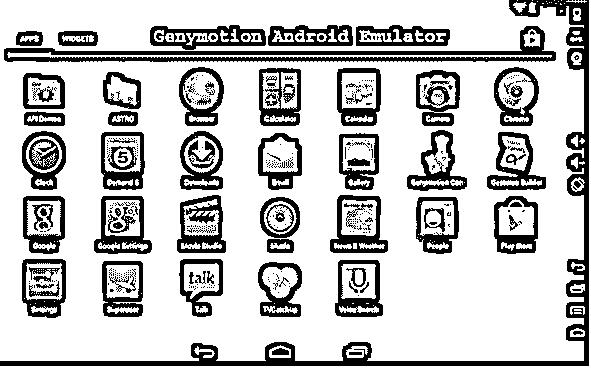 APPS WIDGETS Genymotion Android Emulator
API Demos ASTRO Browser Calculator Calendar Camera Chrome
Clock Downloads Email Gallery
Google Google Settings Movie Studio Music News & Weather People Play Store
Settings Superuser talk Talk Voice Search